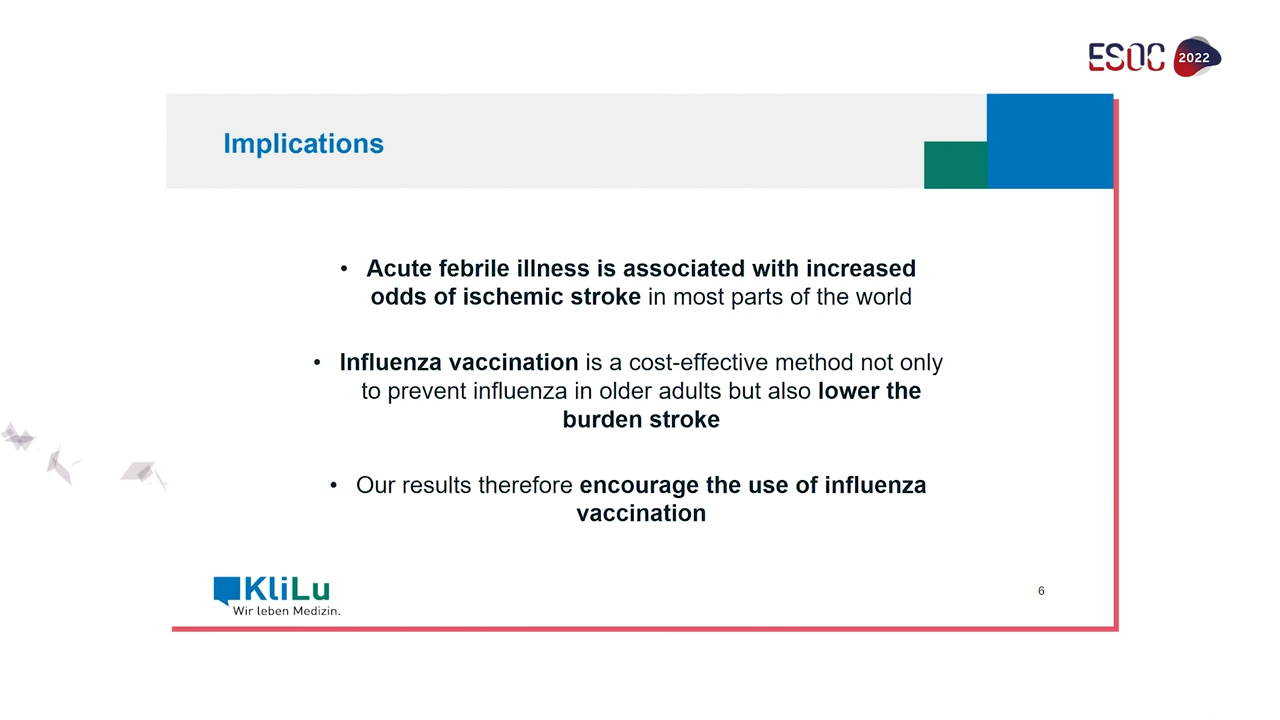 ESOC 2022
Implications
• Acute febrile illness is associated with increased
odds of ischemic stroke in most parts of the world
• Influenza vaccination is a cost-effective method not only
to prevent influenza in older adults but also lower the
burden stroke
• Our results therefore encourage the use of influenza
vaccination
KliLu
Wir leben Medizin.
6